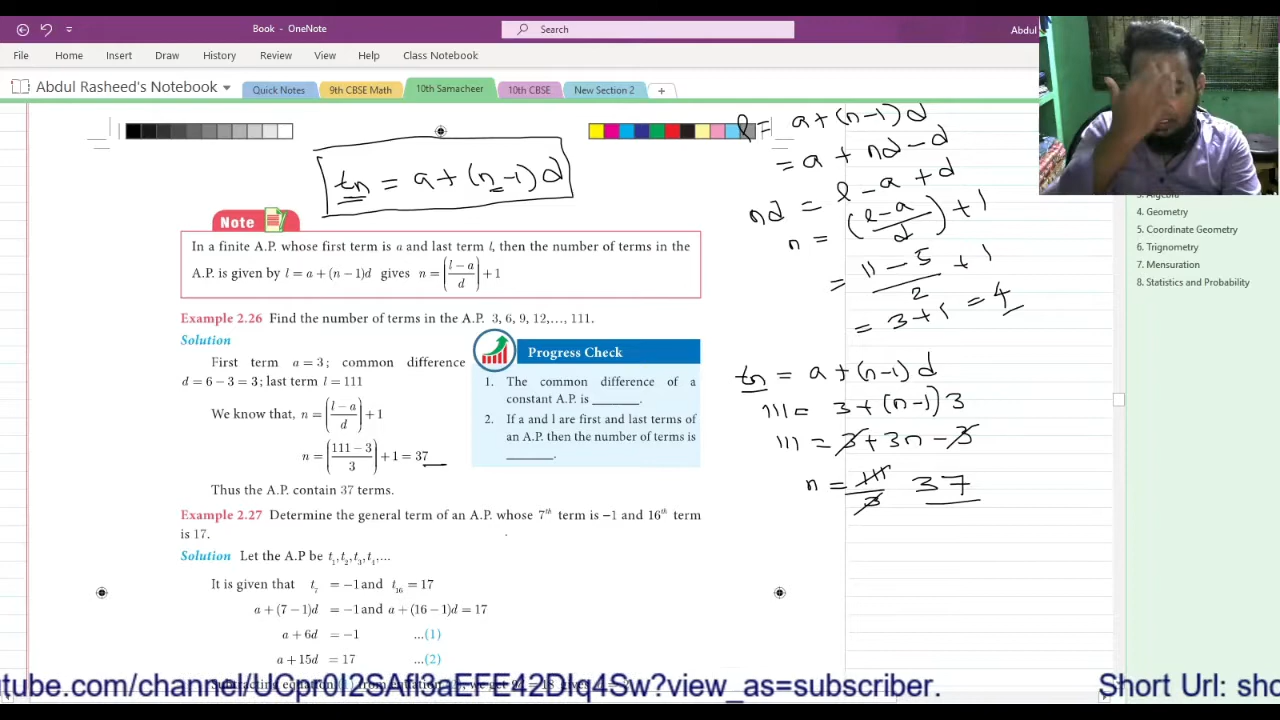 Book - OneNote
Search
Abdul
File Home Insert Draw History Review View Help Class Notebook
Abdul Rasheed's Notebook
Quick Notes
9th CBSE Math
10th Samacheer
10th CBSE
New Section 2
+
tn = a + (n-1)d
Note
In a finite A.P. whose first term is a and last term l, then the number of terms in the
A.P. is given by l = a + (n − 1)d gives n = ((l − a)/d) + 1
Example 2.26 Find the number of terms in the A.P. 3, 6, 9, 12,…, 111.
Solution
First term a = 3 ; common difference
d = 6 − 3 = 3 ; last term l = 111
We know that, n = ((l − a)/d) + 1
n = ((111 − 3)/3) + 1 = 37
Thus the A.P. contain 37 terms.
Progress Check
1. The common difference of a
constant A.P. is _______.
2. If a and l are first and last terms of
an A.P. then the number of terms is
_______.
Example 2.27 Determine the general term of an A.P. whose 7th term is −1 and 16th term
is 17.
Solution Let the A.P be t1, t2, t3, t4,...
It is given that t7 = −1 and t16 = 17
a + (7 − 1)d = −1 and a + (16 − 1)d = 17
a + 6d = −1 ...(1)
a + 15d = 17 ...(2)
l = a + (n-1) d
= a + nd - d
nd = l - a + d
n = ((l-a)/d) + 1
= (11 - 5)/2 + 1
= 3+1 = 4
tn = a + (n-1) d
111 = 3 + (n-1) 3
111 = 3 + 3n - 3
n = 111/3 37
4. Geometry
5. Coordinate Geometry
6. Trignometry
7. Mensuration
8. Statistics and Probability
Short Url: